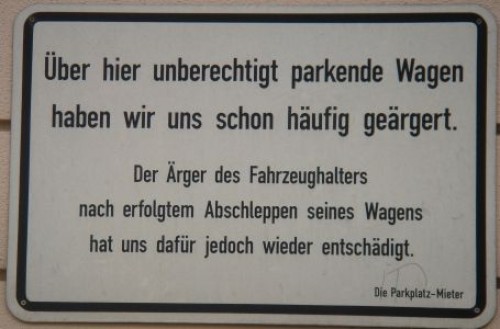 Über hier unberechtigt parkende Wagen
haben wir uns schon häufig geärgert.
Der Ärger des Fahrzeughalters
nach erfolgtem Abschleppen seines Wagens
hat uns dafür jedoch wieder entschädigt.
Die Parkplatz-Mieter